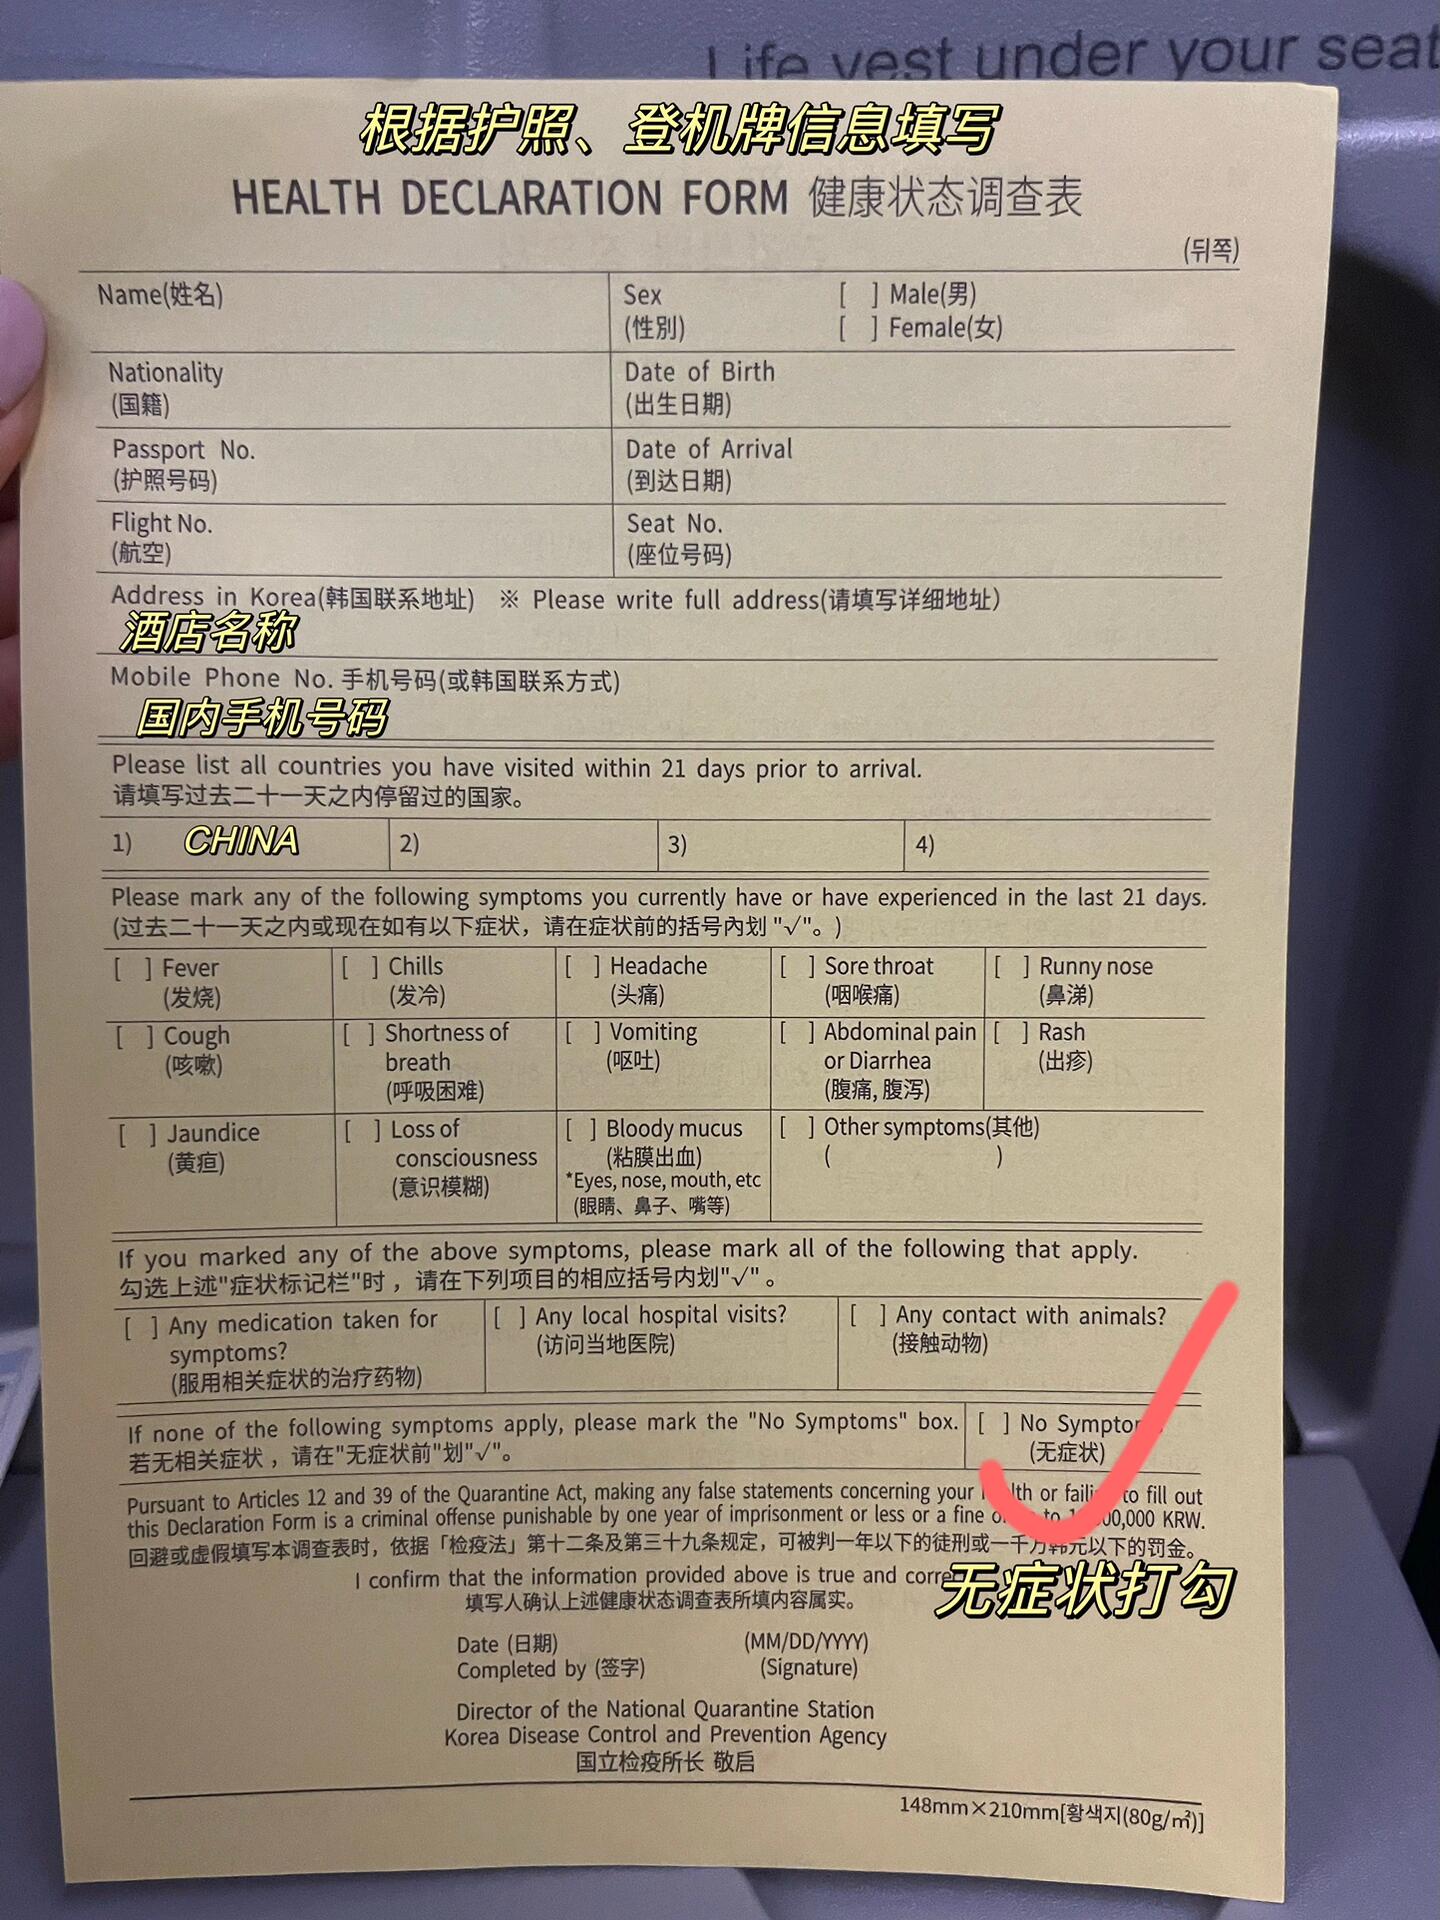 Life vest under your seat
根据护照、登机牌信息填写
HEALTH DECLARATION FORM 健康状态调查表
(뒤쪽)
Name(姓名)
Sex
(性別)
[ ] Male(男)
[ ] Female(女)
Nationality
(国籍)
Date of Birth
(出生日期)
Passport No.
(护照号码)
Date of Arrival
(到达日期)
Flight No.
(航空)
Seat No.
(座位号码)
Address in Korea(韩国联系地址) ※ Please write full address(请填写详细地址)
酒店名称
Mobile Phone No. 手机号码(或韩国联系方式)
国内手机号码
Please list all countries you have visited within 21 days prior to arrival.
请填写过去二十一天之内停留过的国家。
1) CHINA 2) 3) 4)
Please mark any of the following symptoms you currently have or have experienced in the last 21 days.
(过去二十一天之内或现在如有以下症状，请在症状前的括号內划 "√"。)
[ ] Fever
(发烧)
[ ] Chills
(发冷)
[ ] Headache
(头痛)
[ ] Sore throat
(咽喉痛)
[ ] Runny nose
(鼻涕)
[ ] Cough
(咳嗽)
[ ] Shortness of
breath
(呼吸困难)
[ ] Vomiting
(呕吐)
[ ] Abdominal pain
or Diarrhea
(腹痛, 腹泻)
[ ] Rash
(出疹)
[ ] Jaundice
(黄疸)
[ ] Loss of
consciousness
(意识模糊)
[ ] Bloody mucus
(粘膜出血)
*Eyes, nose, mouth, etc
(眼睛、鼻子、嘴等)
[ ] Other symptoms(其他)
( )
If you marked any of the above symptoms, please mark all of the following that apply.
勾选上述"症状标记栏"时 ，请在下列项目的相应括号内划"√" 。
[ ] Any medication taken for
symptoms?
(服用相关症状的治疗药物)
[ ] Any local hospital visits?
(访问当地医院)
[ ] Any contact with animals?
(接触动物)
If none of the following symptoms apply, please mark the "No Symptoms" box.
若无相关症状 ，请在"无症状前"划"√"。
[ ] No
(无症状)
Pursuant to Articles 12 and 39 of the Quarantine Act, making any false statements concerning your or to fill out
this Declaration Form is a criminal offense punishable by one year of imprisonment or less or a fine to KRW.
回避或虚假填写本调查表时，依据「检疫法」第十二条及第三十九条规定，可被判一年以下的徒刑或一千万韩元以下的罚金。
I confirm that the information provided above is true and
填写人确认上述健康状态调查表所填内容属实。
无症状打勾
Date (日期) (MM/DD/YYYY)
Completed by (签字) (Signature)
Director of the National Quarantine Station
Korea Disease Control and Prevention Agency
国立检疫所长 敬启
148mm×210mm[황색지(80g/㎡)]